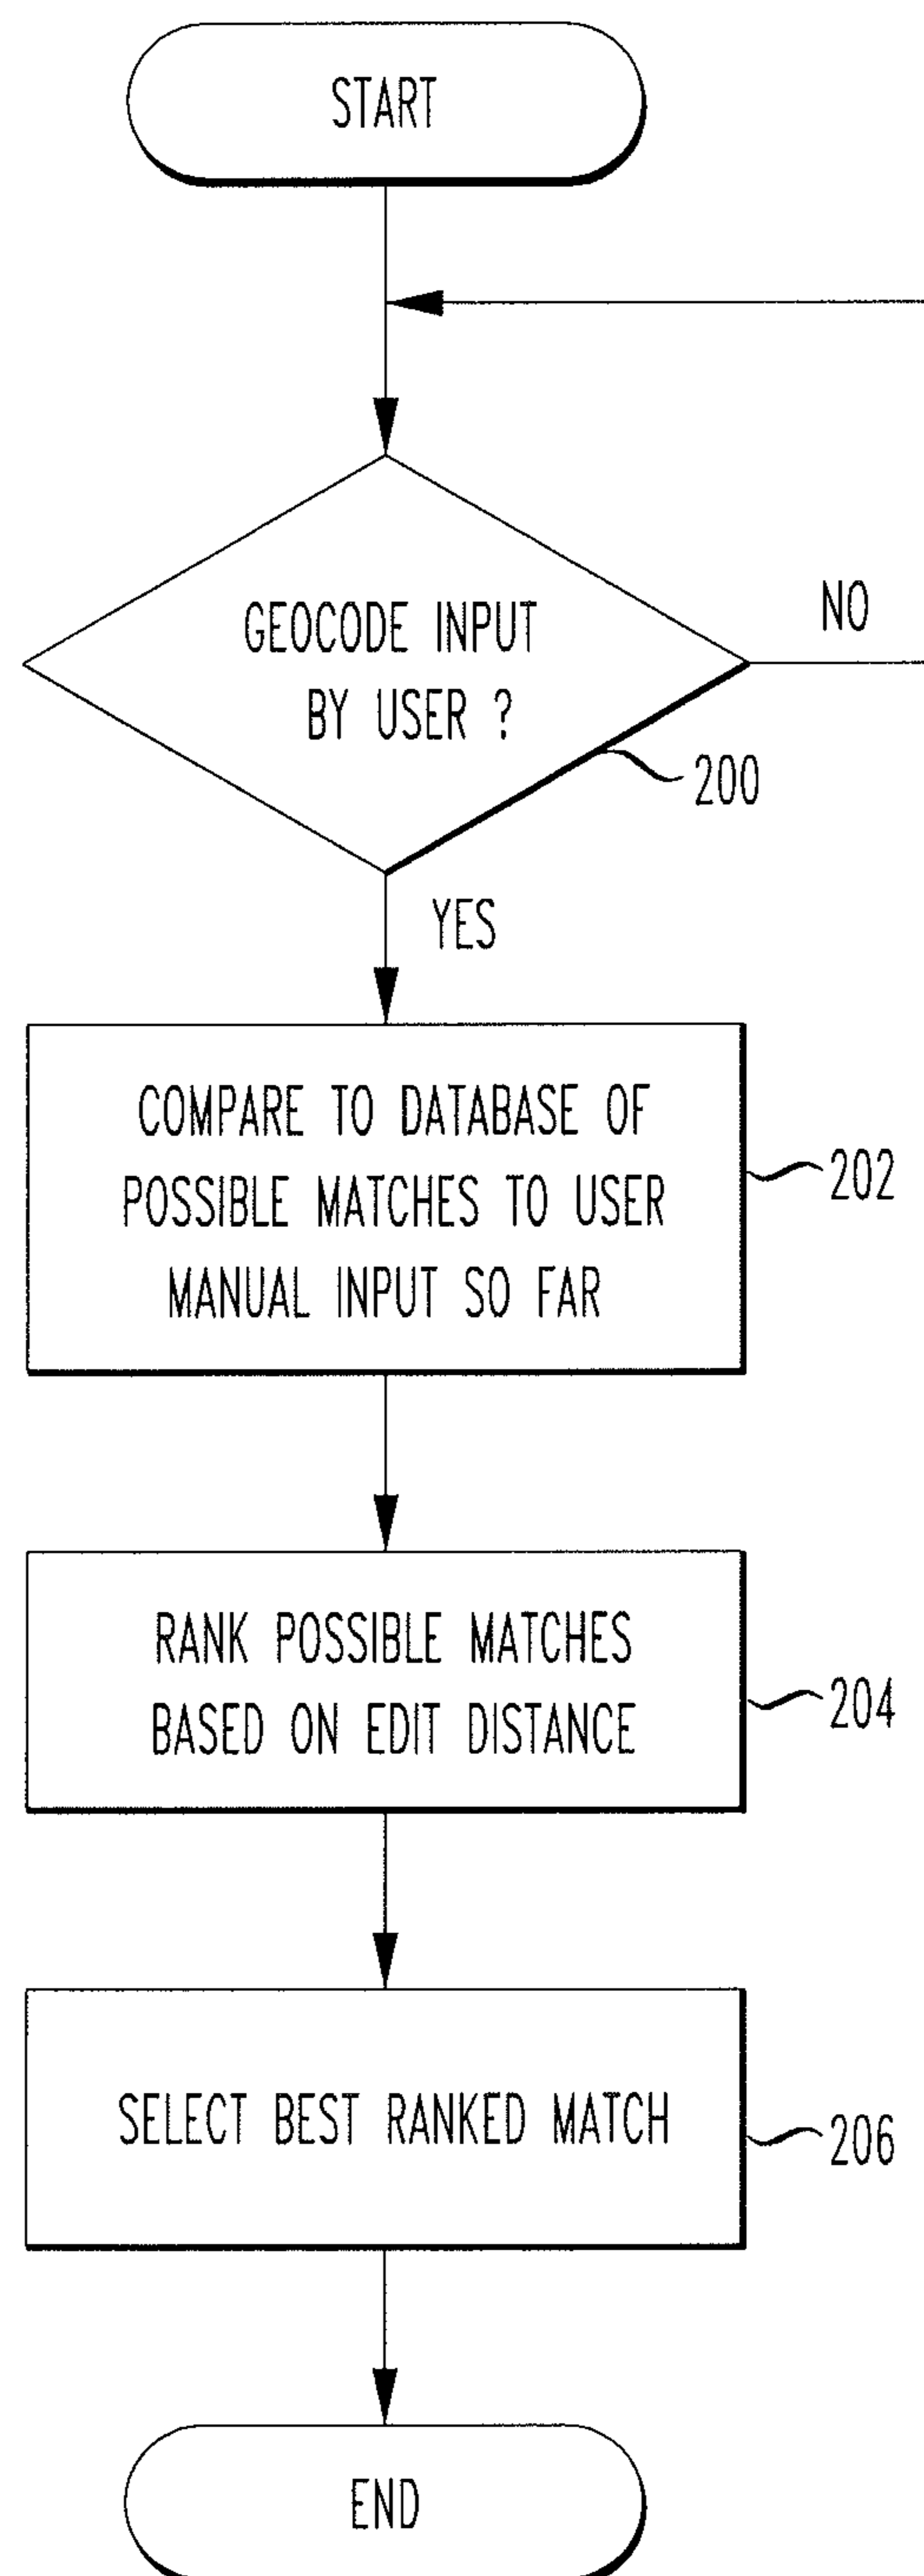 START
GEOCODE INPUT
BY USER ?
NO
200
YES
COMPARE TO DATABASE OF
POSSIBLE MATCHES TO USER
MANUAL INPUT SO FAR
202
RANK POSSIBLE MATCHES
BASED ON EDIT DISTANCE
204
SELECT BEST RANKED MATCH
206
END